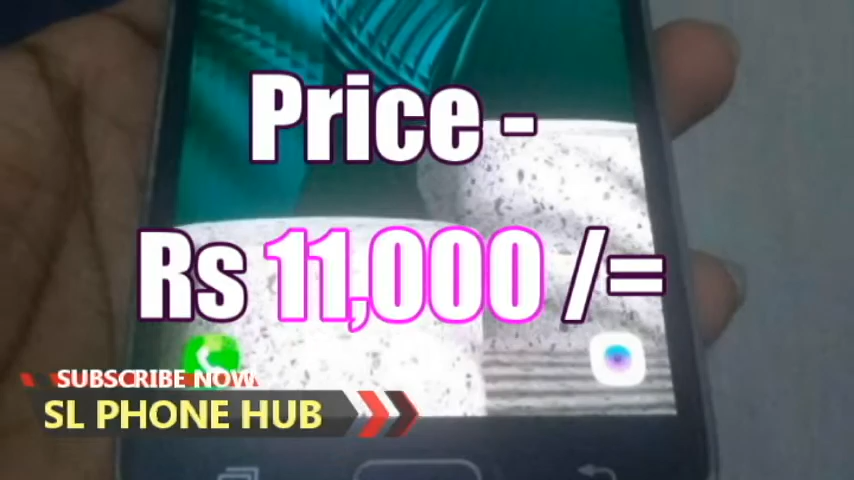 Price -
Rs 11,000 /=
SUBSCRIBE NOW
SL PHONE HUB